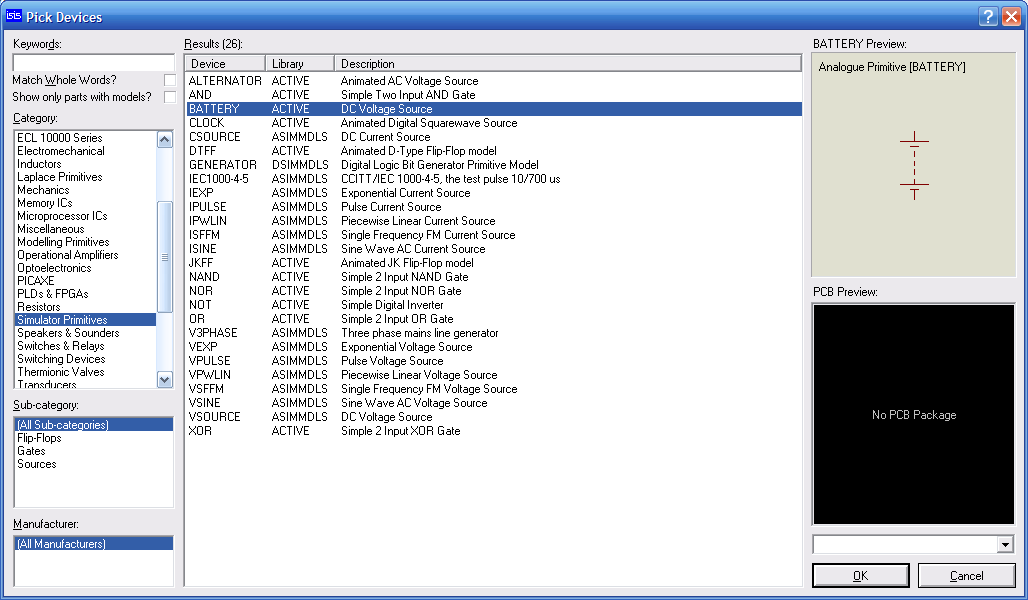 isis Pick Devices
Keywords:
Match Whole Words?
Show only parts with models?
Category:
ECL 10000 Series
Electromechanical
Inductors
Laplace Primitives
Mechanics
Memory ICs
Microprocessor ICs
Miscellaneous
Modelling Primitives
Operational Amplifiers
Optoelectronics
PICAXE
PLDs & FPGAs
Resistors
Simulator Primitives
Speakers & Sounders
Switches & Relays
Switching Devices
Thermionic Valves
Transducers
Sub-category:
(All Sub-categories)
Flip-Flops
Gates
Sources
Manufacturer:
(All Manufacturers)
Results (26):
Device Library Description
ALTERNATOR ACTIVE Animated AC Voltage Source
AND ACTIVE Simple Two Input AND Gate
BATTERY ACTIVE DC Voltage Source
CLOCK ACTIVE Animated Digital Squarewave Source
CSOURCE ASIMMDLS DC Current Source
DTFF ACTIVE Animated D-Type Flip-Flop model
GENERATOR DSIMMDLS Digital Logic Bit Generator Primitive Model
IEC1000-4-5 ASIMMDLS CCITT/IEC 1000-4-5, the test pulse 10/700 us
IEXP ASIMMDLS Exponential Current Source
IPULSE ASIMMDLS Pulse Current Source
IPWLIN ASIMMDLS Piecewise Linear Current Source
ISFFM ASIMMDLS Single Frequency FM Current Source
ISINE ASIMMDLS Sine Wave AC Current Source
JKFF ACTIVE Animated JK Flip-Flop model
NAND ACTIVE Simple 2 Input NAND Gate
NOR ACTIVE Simple 2 Input NOR Gate
NOT ACTIVE Simple Digital Inverter
OR ACTIVE Simple 2 Input OR Gate
V3PHASE ASIMMDLS Three phase mains line generator
VEXP ASIMMDLS Exponential Voltage Source
VPULSE ASIMMDLS Pulse Voltage Source
VPWLIN ASIMMDLS Piecewise Linear Voltage Source
VSFFM ASIMMDLS Single Frequency FM Voltage Source
VSINE ASIMMDLS Sine Wave AC Voltage Source
VSOURCE ASIMMDLS DC Voltage Source
XOR ACTIVE Simple 2 Input XOR Gate
BATTERY Preview:
Analogue Primitive [BATTERY]
PCB Preview:
No PCB Package
OK Cancel